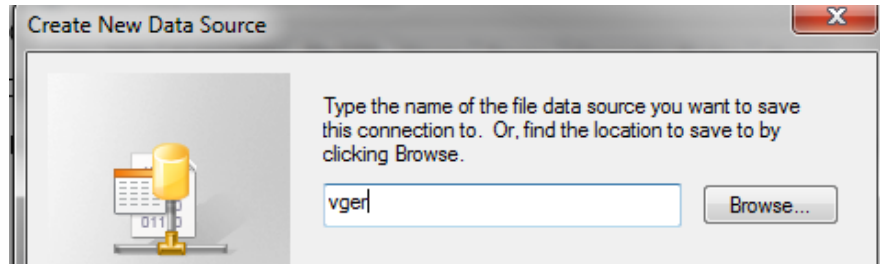 Create New Data Source
Type the name of the file data source you want to save
this connection to.  Or, find the location to save to by
clicking Browse.
vger
Browse...